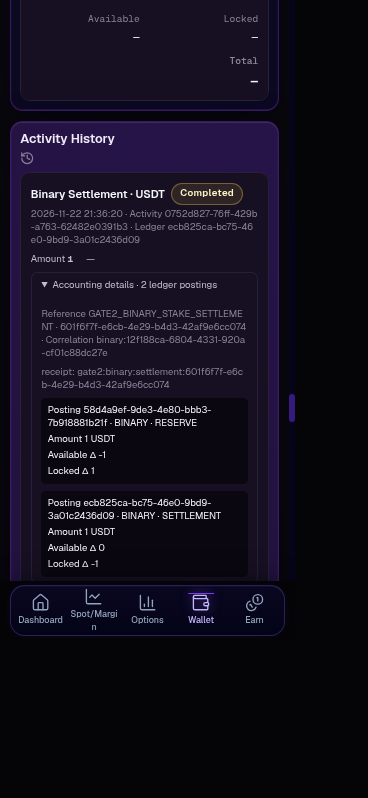 Available Locked
— —
Total
—
Activity History
Binary Settlement · USDT Completed
2026-11-22 21:36:20 · Activity 0752d827-76ff-429b
-a763-62482e0391b3 · Ledger ecb825ca-bc75-46
e0-9bd9-3a01c2436d09
Amount 1 —
▼ Accounting details · 2 ledger postings
Reference GATE2_BINARY_STAKE_SETTLEME
NT · 601f6f7f-e6cb-4e29-b4d3-42af9e6cc074
· Correlation binary:12f188ca-6804-4331-920a
-cf01c88dc27e
receipt: gate2:binary:settlement:601f6f7f-e6c
b-4e29-b4d3-42af9e6cc074
Posting 58d4a9ef-9de3-4e80-bbb3-
7b918881b21f · BINARY · RESERVE
Amount 1 USDT
Available Δ -1
Locked Δ 1
Posting ecb825ca-bc75-46e0-9bd9-
3a01c2436d09 · BINARY · SETTLEMENT
Amount 1 USDT
Available Δ 0
Locked Δ -1
Dashboard Spot/Margi
n Options Wallet Earn